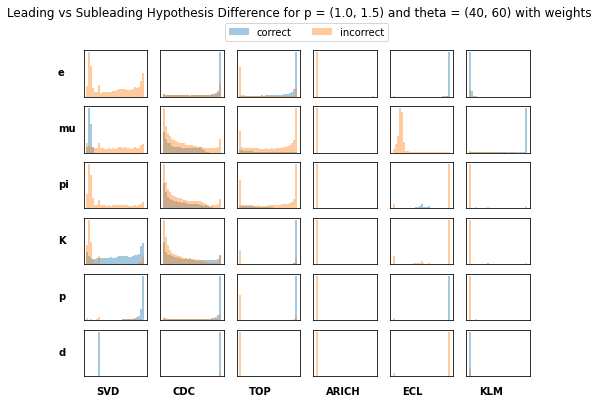 Leading vs Subleading Hypothesis Difference for p = (1.0, 1.5) and theta = (40, 60) with weights
correct incorrect
e
mu
pi
K
p
d
SVD CDC TOP ARICH ECL KLM